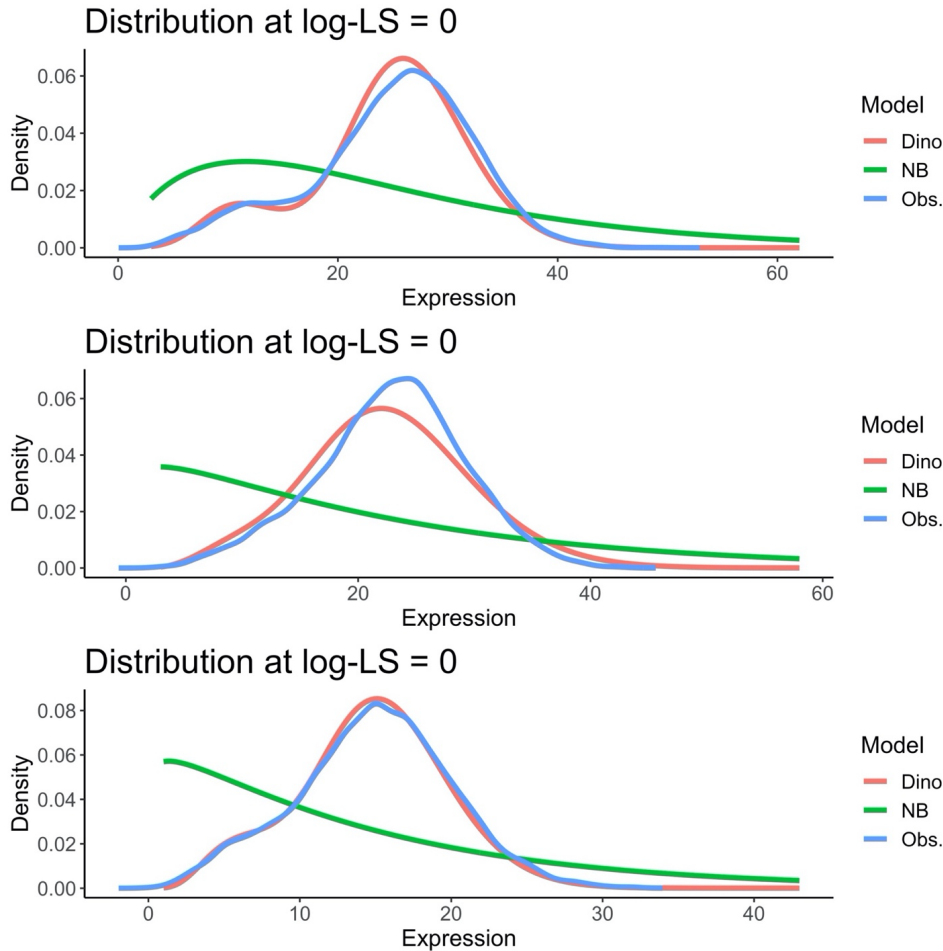 Distribution at log-LS = 0
Density
0.06
0.04
0.02
0.00
0 20 40 60
Expression
Model
Dino
NB
Obs.
Distribution at log-LS = 0
Density
0.06
0.04
0.02
0.00
0 20 40 60
Expression
Model
Dino
NB
Obs.
Distribution at log-LS = 0
Density
0.08
0.06
0.04
0.02
0.00
0 10 20 30 40
Expression
Model
Dino
NB
Obs.